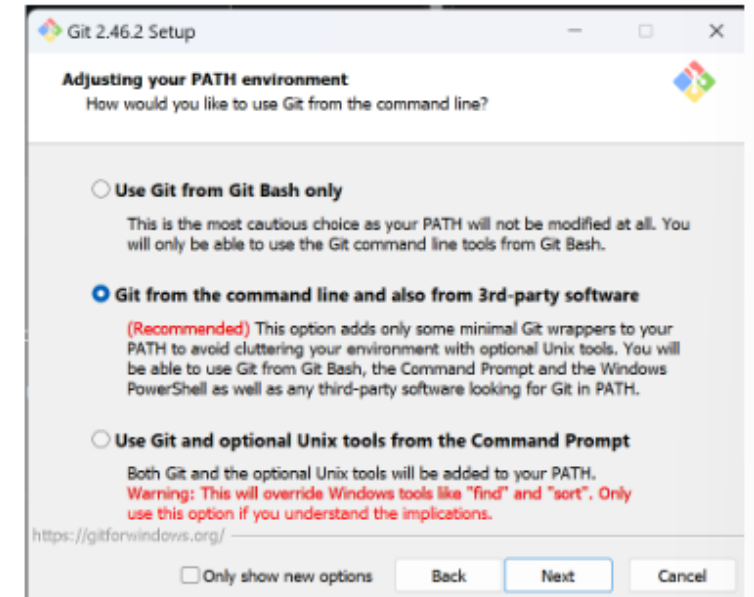 Git 2.46.2 Setup
Adjusting your PATH environment
How would you like to use Git from the command line?
Use Git from Git Bash only
This is the most cautious choice as your PATH will not be modified at all. You
will only be able to use the Git command line tools from Git Bash.
Git from the command line and also from 3rd-party software
(Recommended) This option adds only some minimal Git wrappers to your
PATH to avoid cluttering your environment with optional Unix tools. You will
be able to use Git from Git Bash, the Command Prompt and the Windows
PowerShell as well as any third-party software looking for Git in PATH.
Use Git and optional Unix tools from the Command Prompt
Both Git and the optional Unix tools will be added to your PATH.
Warning: This will override Windows tools like "find" and "sort". Only
use this option if you understand the implications.
https://gitforwindows.org/
Only show new options Back Next Cancel